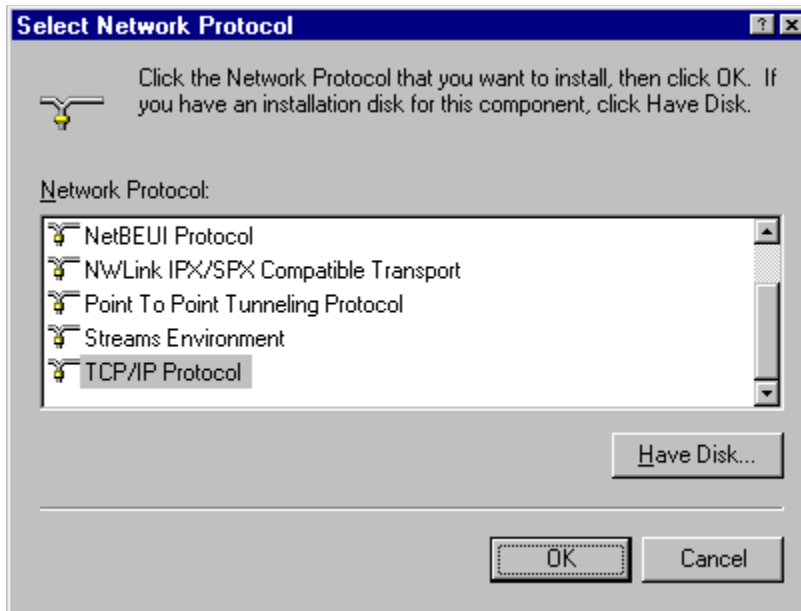 Select Network Protocol
Click the Network Protocol that you want to install, then click OK. If
you have an installation disk for this component, click Have Disk.
Network Protocol:
NetBEUI Protocol
NWLink IPX/SPX Compatible Transport
Point To Point Tunneling Protocol
Streams Environment
TCP/IP Protocol
Have Disk...
OK
Cancel